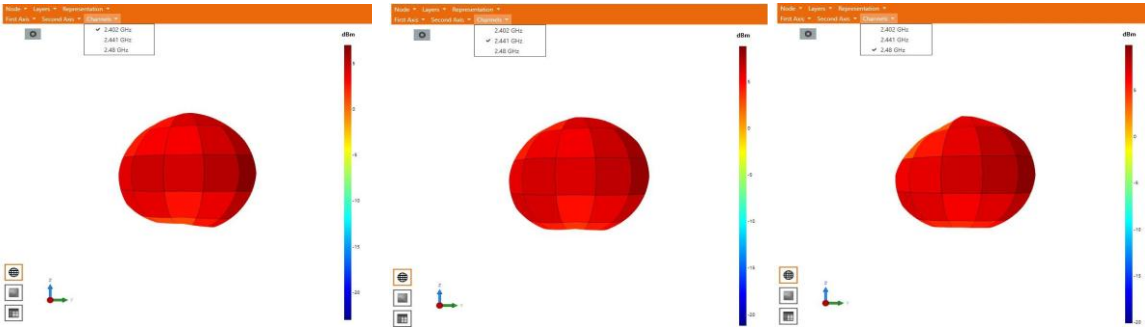 Node Layers Representation
First Axis Second Axis Channels
✓ 2.402 GHz
2.441 GHz
2.48 GHz
dBm
5
0
-5
-10
-15
-20
Z
Y
Node Layers Representation
First Axis Second Axis Channels
2.402 GHz
✓ 2.441 GHz
2.48 GHz
dBm
5
0
-5
-10
-15
-20
Z
Node Layers Representation
First Axis Second Axis Channels
2.402 GHz
2.441 GHz
✓ 2.48 GHz
dBm
5
0
-5
-10
-15
-20
Z